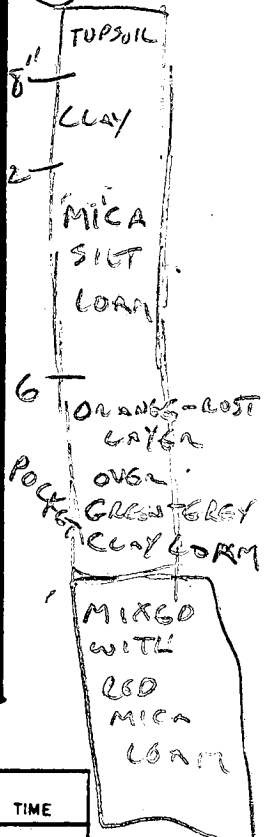 TOPSOIL
8"
CLAY
2
MICA
SILT
LOAM
6
ORANGE-RUST
LAYER
OVER
POCKET
GREEN-GREY
CLAY LOAM
MIXED
WITH
RED
MICA
LOAM
TIME